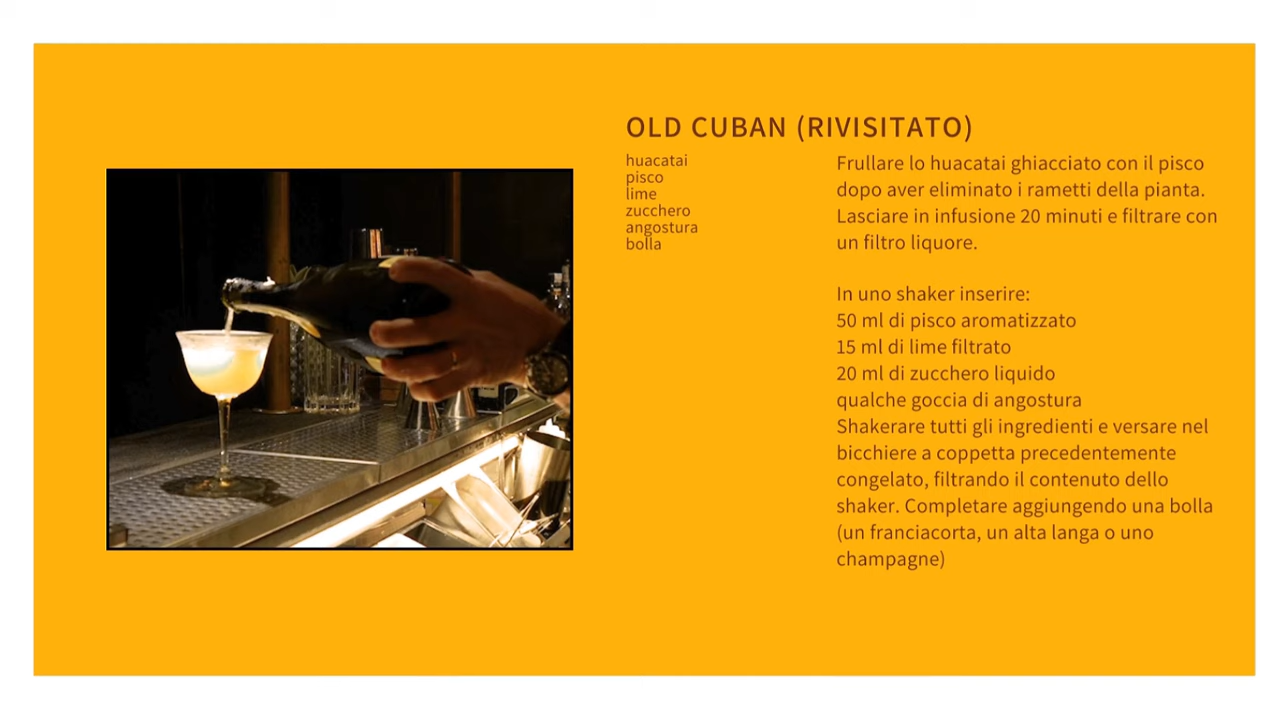 OLD CUBAN (RIVISITATO)
huacatai
pisco
lime
zucchero
angostura
bolla
Frullare lo huacatai ghiacciato con il pisco
dopo aver eliminato i rametti della pianta.
Lasciare in infusione 20 minuti e filtrare con
un filtro liquore.
In uno shaker inserire:
50 ml di pisco aromatizzato
15 ml di lime filtrato
20 ml di zucchero liquido
qualche goccia di angostura
Shakerare tutti gli ingredienti e versare nel
bicchiere a coppetta precedentemente
congelato, filtrando il contenuto dello
shaker. Completare aggiungendo una bolla
(un franciacorta, un alta langa o uno
champagne)